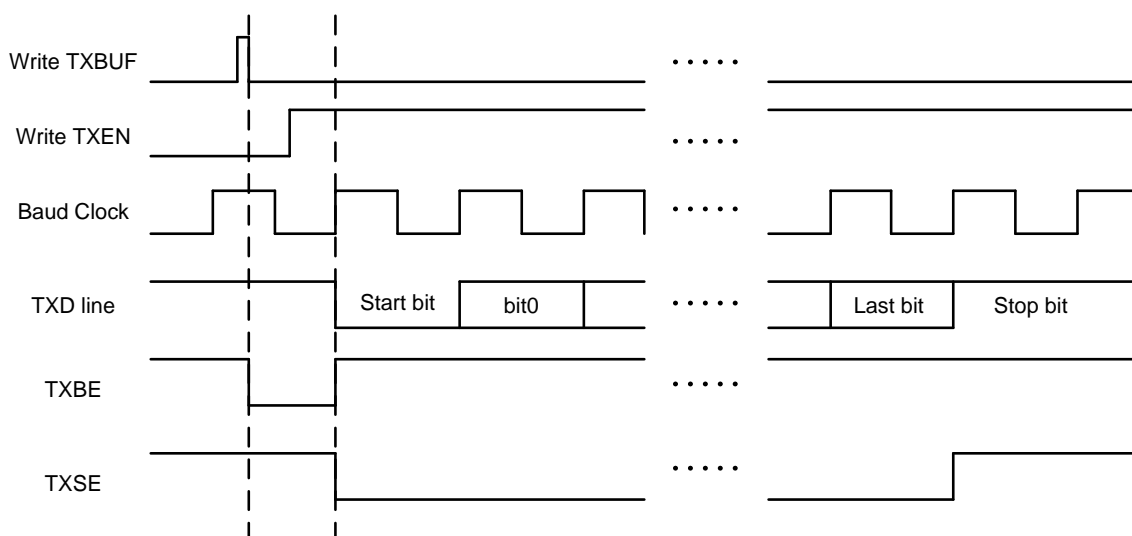 Write TXBUF
Write TXEN
Baud Clock
TXD line
Start bit
bit0
Last bit
Stop bit
TXBE
TXSE